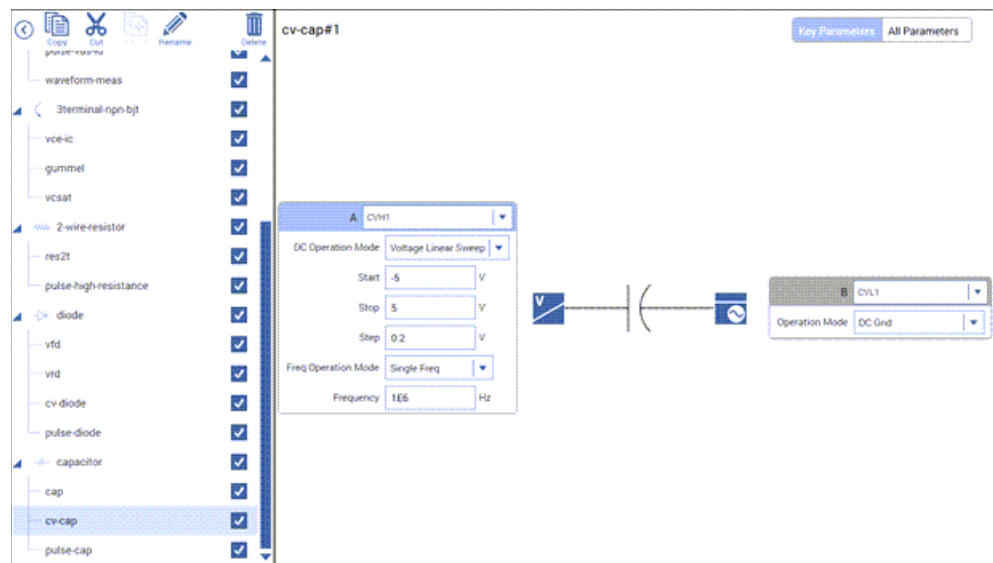 Copy
Cut
Rename
Delete
waveform-meas
3terminal-npn-bjt
vce-ic
gummel
vcsat
2-wire-resistor
res2t
pulse-high-resistance
diode
vfd
vrd
cv-diode
pulse-diode
capacitor
cap
cv-cap
pulse-cap
cv-cap#1
Key Parameters All Parameters
A CVH1
DC Operation Mode Voltage Linear Sweep
Start -5 V
Stop 5 V
Step 0.2 V
Freq Operation Mode Single Freq
Frequency 1E6 Hz
V
B CVL1
Operation Mode DC Gnd